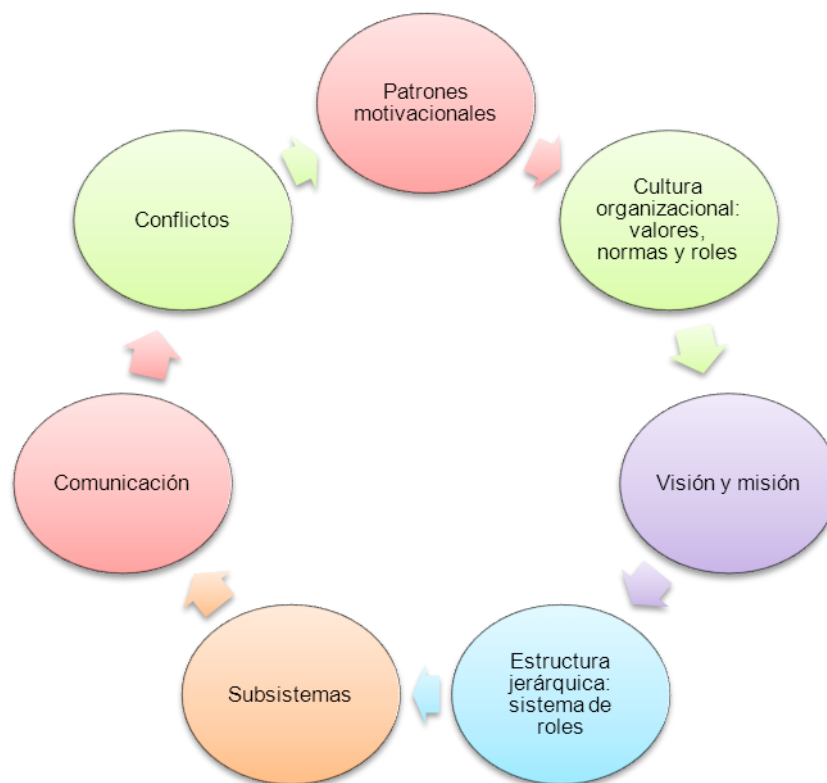 Patrones
motivacionales
Cultura
organizacional:
valores,
normas y roles
Visión y misión
Estructura
jerárquica:
sistema de
roles
Subsistemas
Comunicación
Conflictos